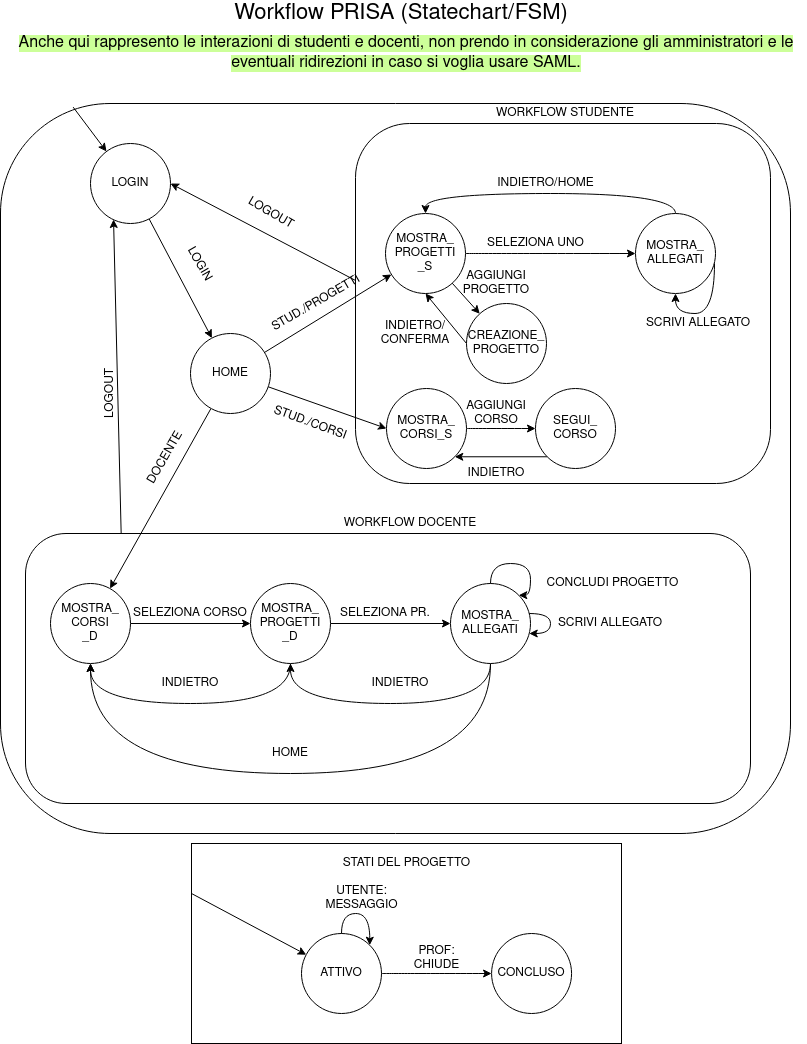 Workflow PRISA (Statechart/FSM)
Anche qui rappresento le interazioni di studenti e docenti, non prendo in considerazione gli amministratori e le
eventuali ridirezioni in caso si voglia usare SAML.
WORKFLOW STUDENTE
LOGIN
LOGOUT
LOGIN
INDIETRO/HOME
MOSTRA_
PROGETTI
_S
SELEZIONA UNO
MOSTRA_
ALLEGATI
SCRIVI ALLEGATO
AGGIUNGI
PROGETTO
INDIETRO/
CONFERMA
CREAZIONE_
PROGETTO
STUD./PROGETTI
HOME
STUD./CORSI
MOSTRA_
CORSI_S
AGGIUNGI
CORSO
SEGUI_
CORSO
INDIETRO
LOGOUT
DOCENTE
WORKFLOW DOCENTE
MOSTRA_
CORSI
_D
SELEZIONA CORSO
MOSTRA_
PROGETTI
_D
SELEZIONA PR.
MOSTRA_
ALLEGATI
CONCLUDI PROGETTO
SCRIVI ALLEGATO
INDIETRO
INDIETRO
HOME
STATI DEL PROGETTO
UTENTE:
MESSAGGIO
ATTIVO
PROF:
CHIUDE
CONCLUSO